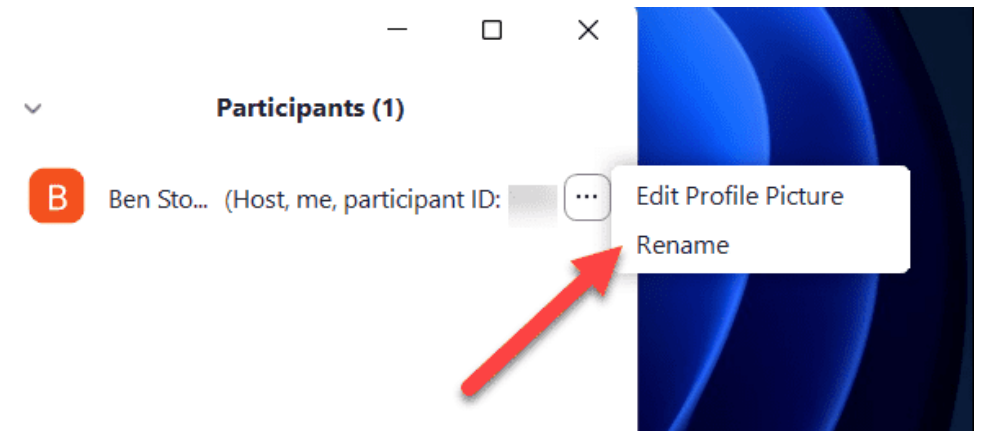 Participants (1)
B
Ben Sto... (Host, me, participant ID:
...
Edit Profile Picture
Rename